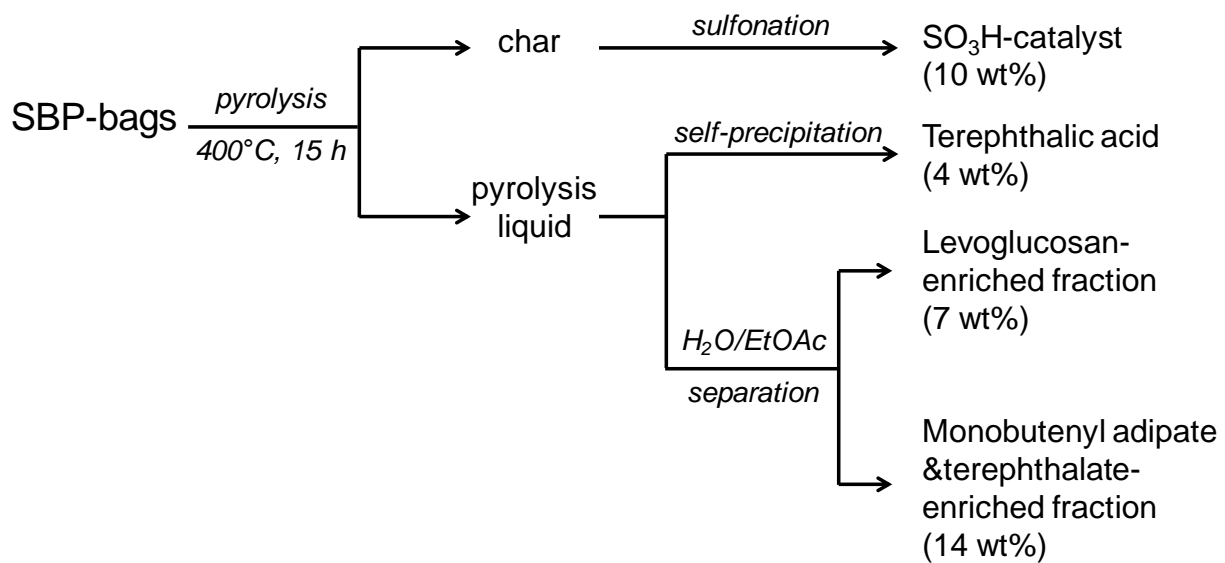 SBP-bags
pyrolysis
400°C, 15 h
char
sulfonation
SO₃H-catalyst
(10 wt%)
pyrolysis
liquid
self-precipitation
Terephthalic acid
(4 wt%)
H₂O/EtOAc
separation
Levoglucosan-
enriched fraction
(7 wt%)
Monobutenyl adipate
&terephthalate-
enriched fraction
(14 wt%)